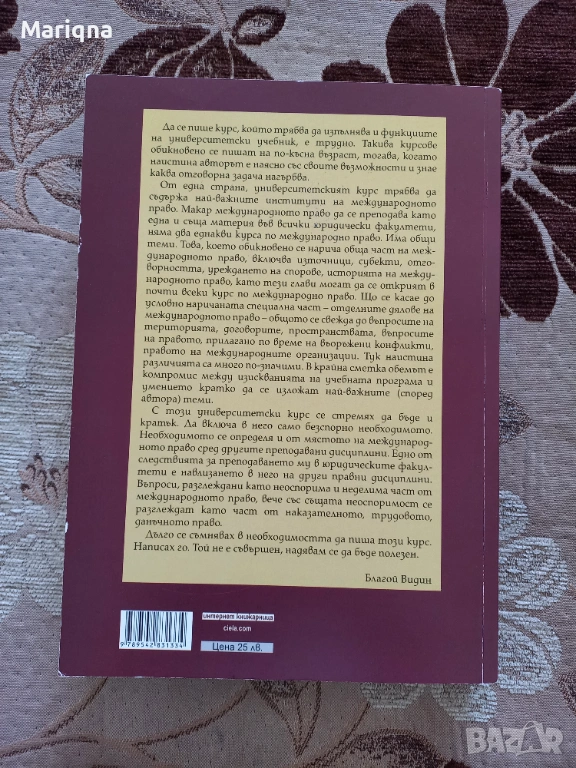 Mariqna
Да се пише курс, който трябва да изпълнява и функциите
на университетски учебник, е трудно. Такива курсове
обикновено се пишат на по-късна възраст, тогава, когато
наистина авторът е наясно със своите възможности и знае
каква отговорна задача нагърбва.
От една страна, университетският курс трябва да
съдържа най-важните институти на международното
право. Макар международното право да се преподава като
една и съща материя във всички юридически факултети,
няма два еднакви курса по международно право. Има общи
теми. Това, което обикновено се нарича обща част на меж-
дународното право, включва източници, субекти, отго-
ворността, уреждането на спорове, историята на между-
народното право, като тези глави могат да се открият в
почти всеки курс по международно право. Що се касае до
условно наричаната специална част – отделните дялове на
международното право – общото се свежда до въпросите на
територията, договорите, пространствата, въпросите
на правото, прилагано по време на въоръжени конфликти,
правото на международните организации. Тук наистина
различията са много по-значими. В крайна сметка обемът е
компромис между изискванията на учебната програма и
умението кратко да се изложат най-важните (според
автора) теми.
С този университетски курс се стремях да бъде и
кратък. Да включа в него само безспорно необходимото.
Необходимото се определя и от мястото на международ-
ното право сред другите преподавани дисциплини. Едно от
следствията за преподаването му в юридическите факул-
тети е навлизането в него на други правни дисциплини.
Въпроси, разглеждани като неоспорима и неделима част от
международното право, вече със същата неоспоримост се
разглеждат като част от наказателното, трудовото,
данъчното право.
Дълго се съмнявах в необходимостта да пиша този курс.
Написах го. Той не е съвършен, надявам се да бъде полезен.
Благой Видин
интернет книжарница
ciela.com
Цена 25 лв.
9 789542 831334
BAZAR